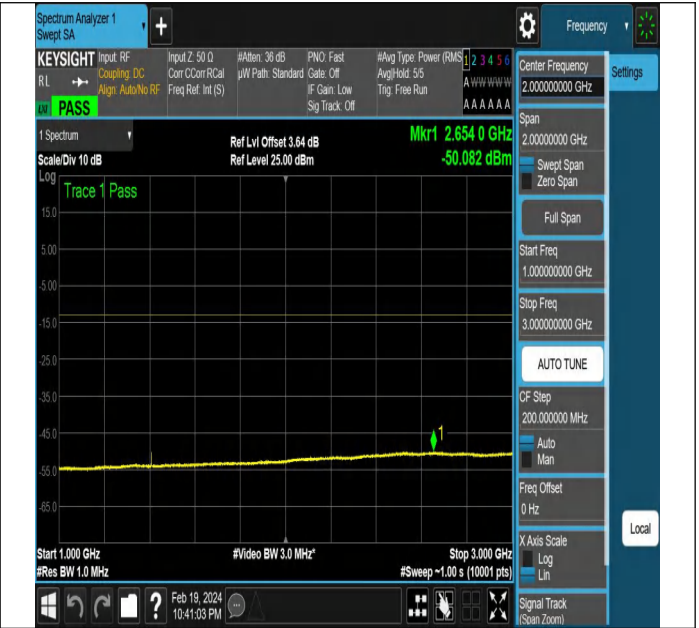 Spectrum Analyzer 1
Swept SA
+
Frequency
KEYSIGHT
RL
PASS
Input: RF
Coupling: DC
Align: Auto/No RF
Input Z: 50 Ω
Corr CCorr RCal
Freq Ref: Int (S)
#Atten: 36 dB
µW Path: Standard
PNO: Fast
Gate: Off
IF Gain: Low
Sig Track: Off
#Avg Type: Power (RMS
Avg|Hold: 5/5
Trig: Free Run
1 2 3 4 5 6
A W W W W W
A A A A A A
1 Spectrum
Scale/Div 10 dB
Ref Lvl Offset 3.64 dB
Ref Level 25.00 dBm
Mkr1 2.654 0 GHz
-50.082 dBm
Log
Trace 1 Pass
15.0
5.00
-5.00
-15.0
-25.0
-35.0
-45.0
1
-55.0
-65.0
Start 1.000 GHz
#Res BW 1.0 MHz
#Video BW 3.0 MHz*
Stop 3.000 GHz
#Sweep ~1.00 s (10001 pts)
?
Feb 19, 2024
10:41:03 PM
Center Frequency
2.000000000 GHz
Span
2.00000000 GHz
Swept Span
Zero Span
Full Span
Start Freq
1.000000000 GHz
Stop Freq
3.000000000 GHz
AUTO TUNE
CF Step
200.000000 MHz
Auto
Man
Freq Offset
0 Hz
X Axis Scale
Log
Lin
Signal Track
(Span Zoom)
Settings
Local